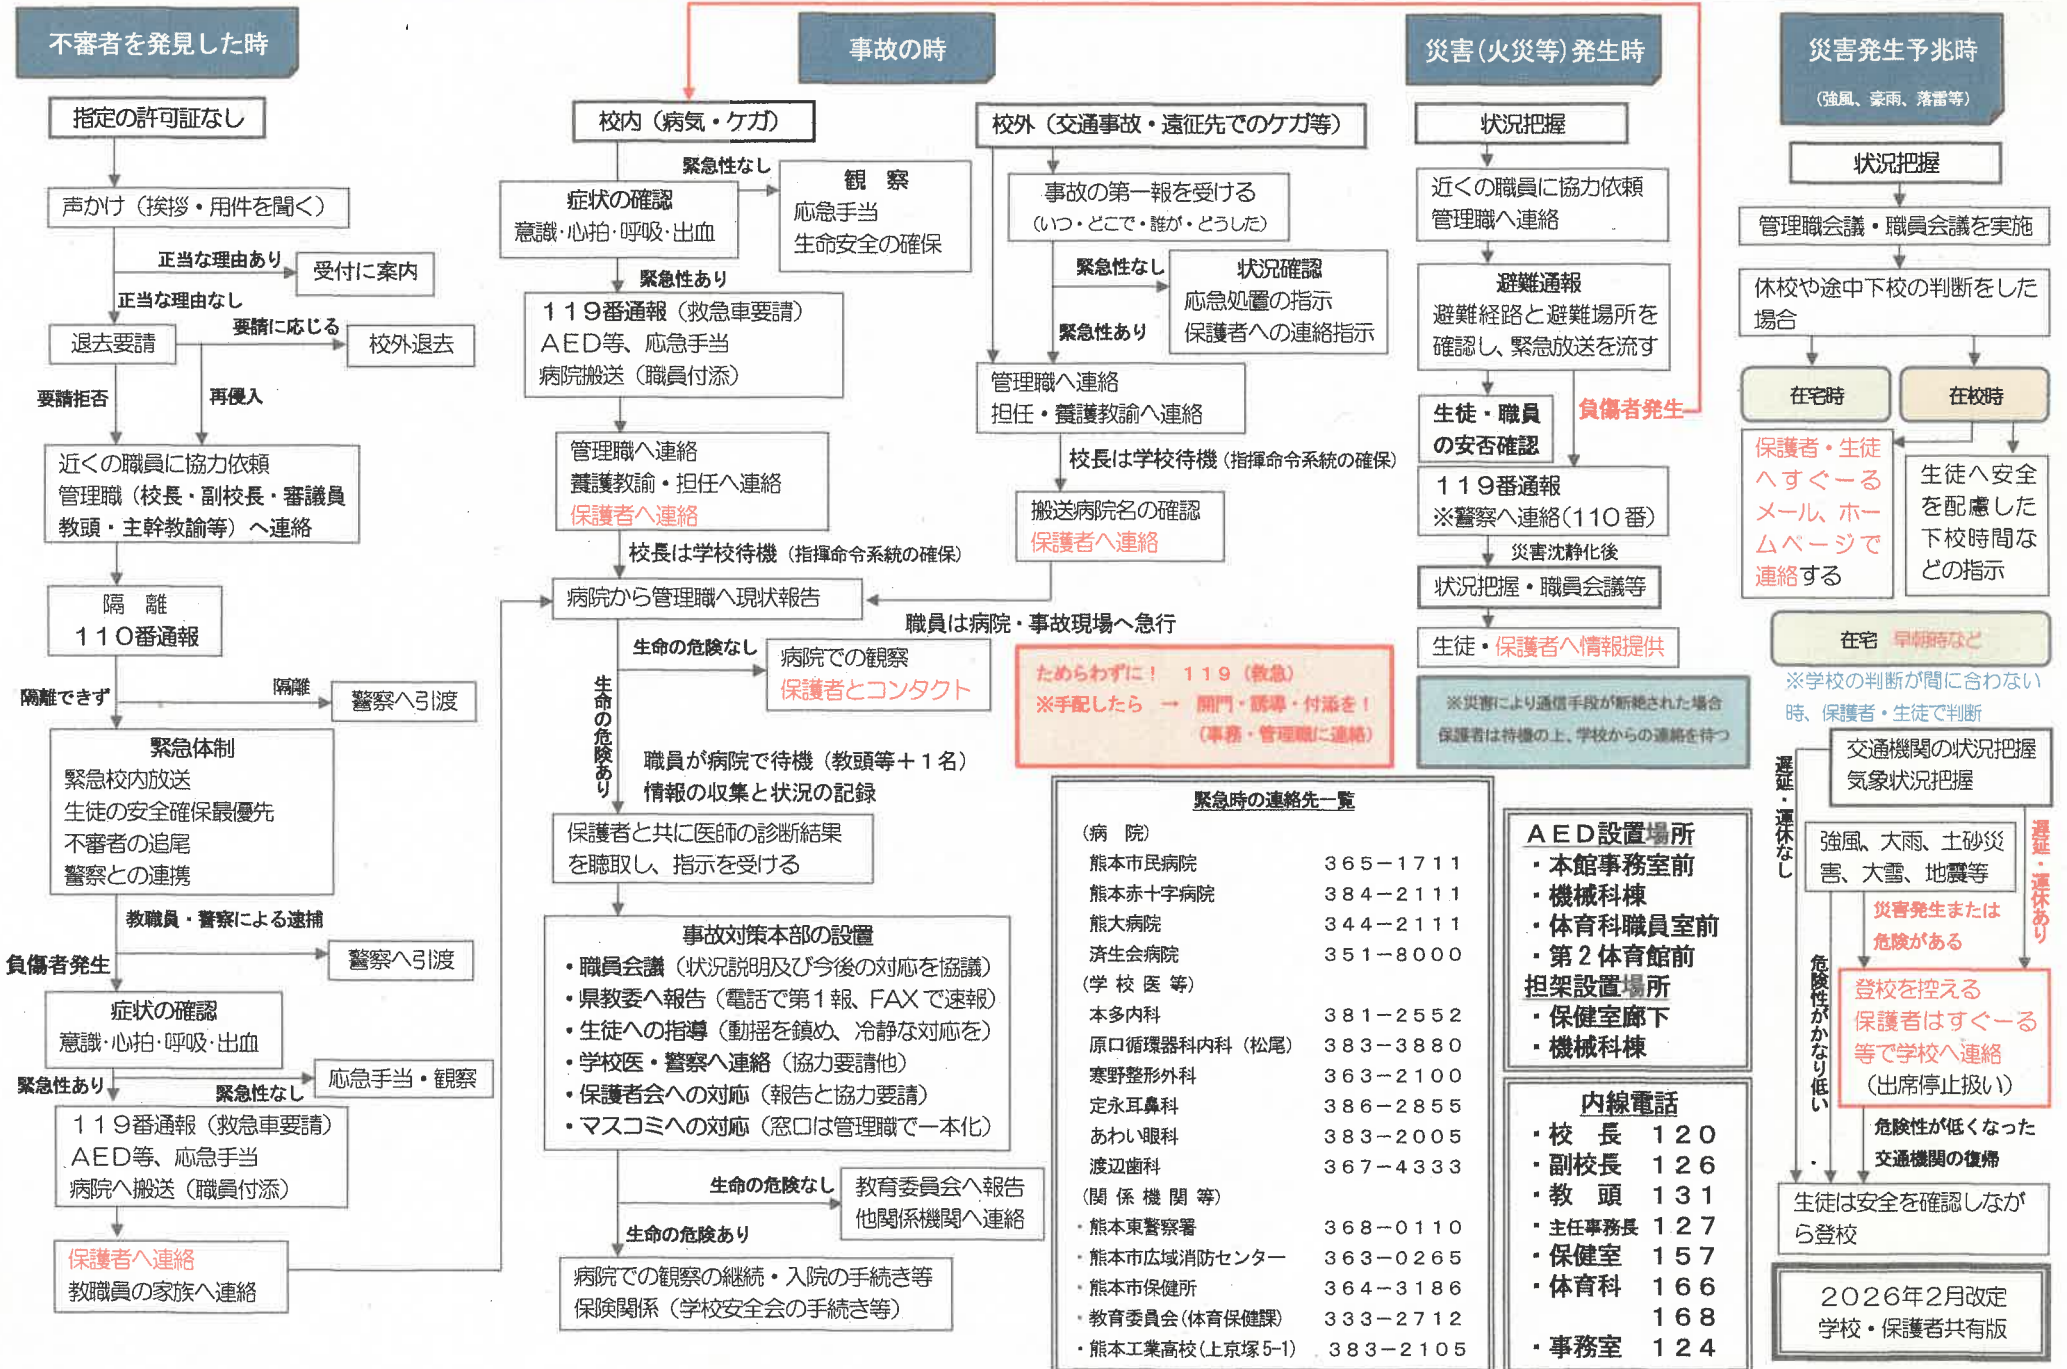 不審者を発見した時
指定の許可証なし
声かけ（挨拶・用件を聞く）
正当な理由あり
受付に案内
正当な理由なし
退去要請
要請に応じる
校外退去
要請拒否
再侵入
近くの職員に協力依頼
管理職（校長・副校長・審議員
教頭・主幹教諭等）へ連絡
隔　離
１１０番通報
隔離できず
隔離
警察へ引渡
緊急体制
緊急校内放送
生徒の安全確保最優先
不審者の追尾
警察との連携
教職員・警察による逮捕
警察へ引渡
負傷者発生
症状の確認
意識・心拍・呼吸・出血
緊急性あり
緊急性なし
応急手当・観察
１１９番通報（救急車要請）
ＡＥＤ等、応急手当
病院へ搬送（職員付添）
保護者へ連絡
教職員の家族へ連絡
事故の時
校内（病気・ケガ）
緊急性なし
症状の確認
意識・心拍・呼吸・出血
観　察
応急手当
生命安全の確保
緊急性あり
１１９番通報（救急車要請）
ＡＥＤ等、応急手当
病院搬送（職員付添）
管理職へ連絡
養護教諭・担任へ連絡
保護者へ連絡
校長は学校待機（指揮命令系統の確保）
病院から管理職へ現状報告
校外（交通事故・遠征先でのケガ等）
事故の第一報を受ける
（いつ・どこで・誰が・どうした）
緊急性なし
状況確認
応急処置の指示
保護者への連絡指示
緊急性あり
管理職へ連絡
担任・養護教諭へ連絡
校長は学校待機（指揮命令系統の確保）
搬送病院名の確認
保護者へ連絡
職員は病院・事故現場へ急行
生命の危険なし
病院での観察
保護者とコンタクト
生命の危険あり
職員が病院で待機（教頭等＋１名）
情報の収集と状況の記録
保護者と共に医師の診断結果
を聴取し、指示を受ける
事故対策本部の設置
・職員会議（状況説明及び今後の対応を協議）
・県教委へ報告（電話で第１報、FAXで速報）
・生徒への指導（動揺を鎮め、冷静な対応を）
・学校医・警察へ連絡（協力要請他）
・保護者会への対応（報告と協力要請）
・マスコミへの対応（窓口は管理職で一本化）
生命の危険なし
教育委員会へ報告
他関係機関へ連絡
生命の危険あり
病院での観察の継続・入院の手続き等
保険関係（学校安全会の手続き等）
ためらわずに！　１１９（救急）
※手配したら　→　開門・誘導・付添を！
（事務・管理職に連絡）
緊急時の連絡先一覧
（病　院）
熊本市民病院　３６５－１７１１
熊本赤十字病院　３８４－２１１１
熊大病院　３４４－２１１１
済生会病院　３５１－８０００
（学 校 医 等）
本多内科　３８１－２５５２
原口循環器科内科（松尾）　３８３－３８８０
寒野整形外科　３６３－２１００
定永耳鼻科　３８６－２８５５
あわい眼科　３８３－２００５
渡辺歯科　３６７－４３３３
（関 係 機 関 等）
・熊本東警察署　３６８－０１１０
・熊本市広域消防センター　３６３－０２６５
・熊本市保健所　３６４－３１８６
・教育委員会（体育保健課）　３３３－２７１２
・熊本工業高校（上京塚5-1）　３８３－２１０５
災害（火災等）発生時
状況把握
近くの職員に協力依頼
管理職へ連絡
避難通報
避難経路と避難場所を
確認し、緊急放送を流す
生徒・職員
の安否確認
負傷者発生
１１９番通報
※警察へ連絡（１１０番）
災害沈静化後
状況把握・職員会議等
生徒・保護者へ情報提供
※災害により通信手段が断絶された場合
保護者は待機の上、学校からの連絡を待つ
ＡＥＤ設置場所
・本館事務室前
・機械科棟
・体育科職員室前
・第２体育館前
担架設置場所
・保健室廊下
・機械科棟
内線電話
・校　長　１２０
・副校長　１２６
・教　頭　１３１
・主任事務長　１２７
・保健室　１５７
・体育科　１６６
１６８
・事務室　１２４
災害発生予兆時
（強風、豪雨、落雷等）
状況把握
管理職会議・職員会議を実施
休校や途中下校の判断をした
場合
在宅時
在校時
保護者・生徒
へすぐーる
メール、ホー
ムページで
連絡する
生徒へ安全
を配慮した
下校時間な
どの指示
在宅　早朝時など
※学校の判断が間に合わない
時、保護者・生徒で判断
交通機関の状況把握
気象状況把握
遅延・運休なし
遅延・運休あり
強風、大雨、土砂災
害、大雪、地震等
災害発生または
危険がある
危険性がかなり低い
登校を控える
保護者はすぐーる
等で学校へ連絡
（出席停止扱い）
危険性が低くなった
交通機関の復帰
生徒は安全を確認しなが
ら登校
２０２６年２月改定
学校・保護者共有版